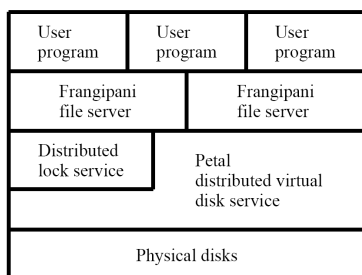 User
program
User
program
User
program
Frangipani
file server
Frangipani
file server
Distributed
lock service
Petal
distributed virtual
disk service
Physical disks